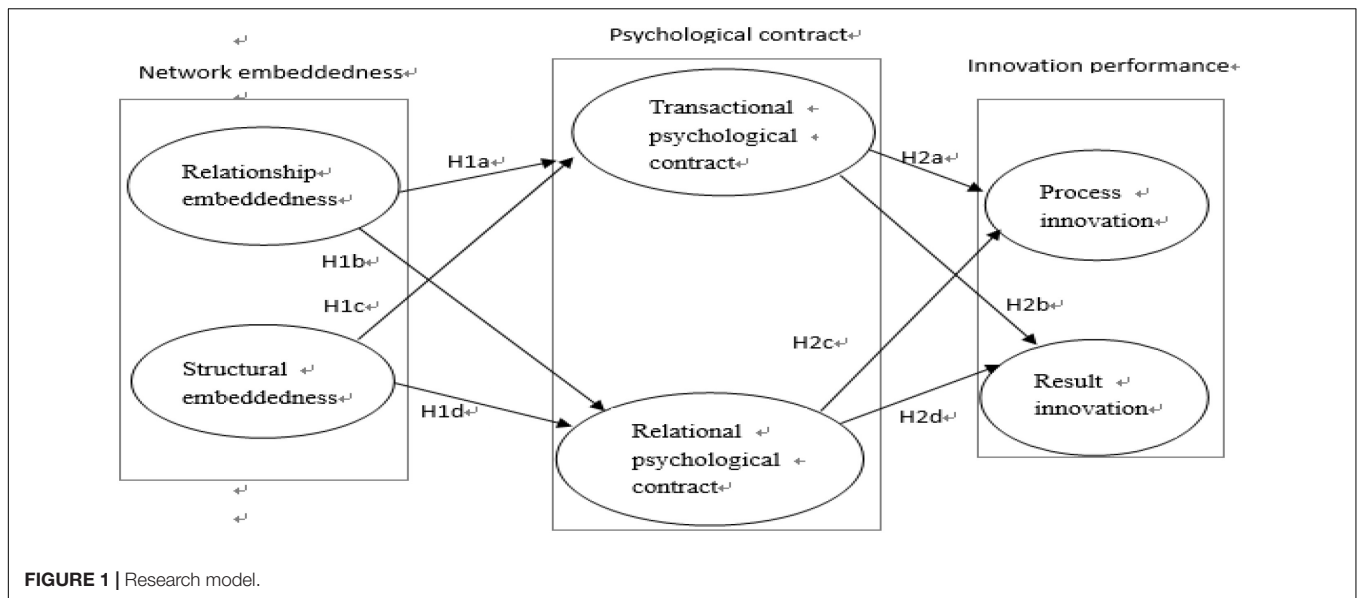 Psychological contract↵
Network embeddedness↵
Innovation performance↵
Transactional ↵
psychological ↵
contract↵
Relationship↵
embeddedness↵
H1a↵
H2a↵
Process ↵
innovation↵
H1b↵
H1c↵
H2b↵
H2c↵
Structural ↵
embeddedness↵
Result ↵
innovation↵
H1d↵
H2d↵
Relational ↵
psychological ↵
contract↵
FIGURE 1 | Research model.